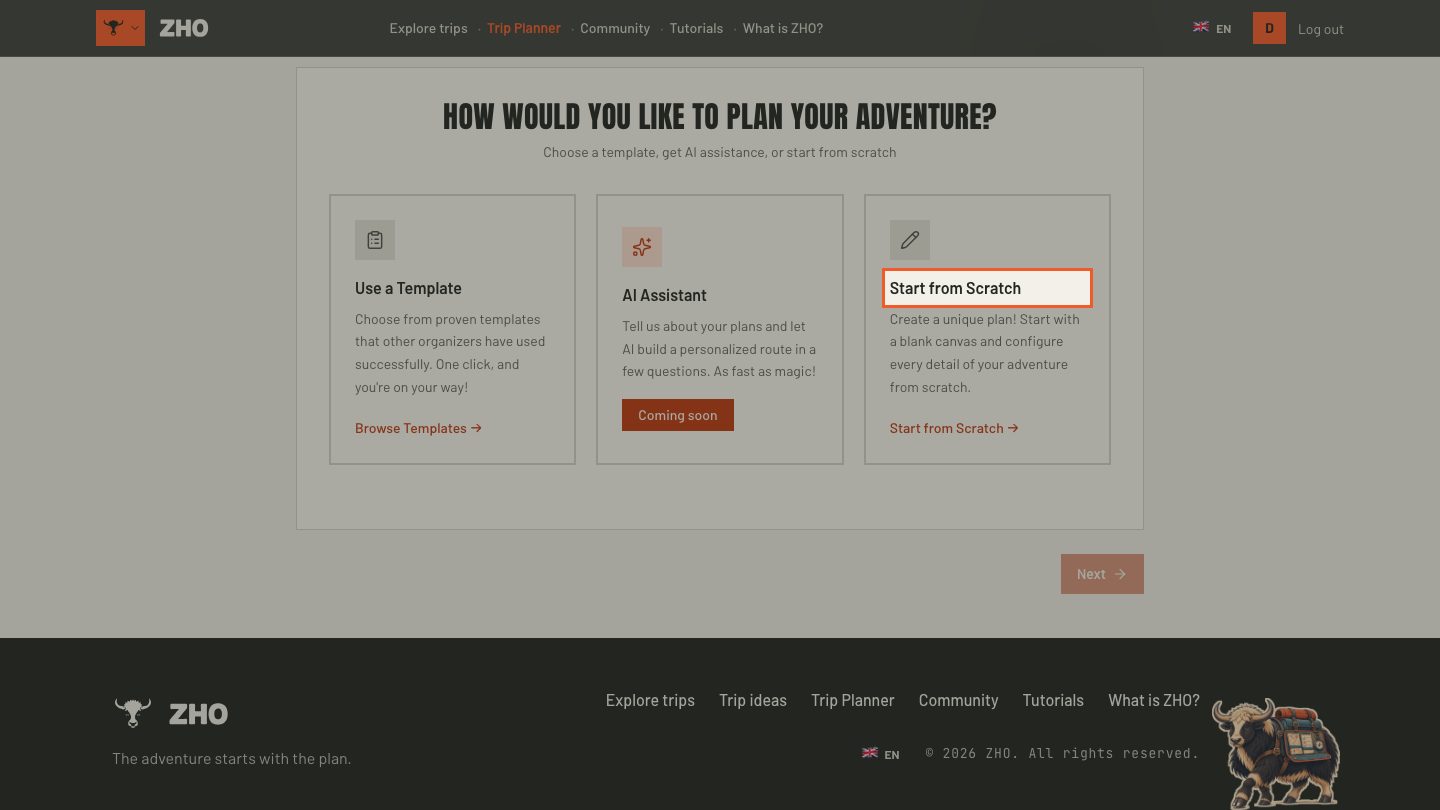 ZHO
Explore trips · Trip Planner · Community · Tutorials · What is ZHO?
EN
D
Log out
HOW WOULD YOU LIKE TO PLAN YOUR ADVENTURE?
Choose a template, get AI assistance, or start from scratch
Use a Template
Choose from proven templates
that other organizers have used
successfully. One click, and
you're on your way!
Browse Templates →
AI Assistant
Tell us about your plans and let
AI build a personalized route in a
few questions. As fast as magic!
Coming soon
Start from Scratch
Create a unique plan! Start with
a blank canvas and configure
every detail of your adventure
from scratch.
Start from Scratch →
Next →
ZHO
The adventure starts with the plan.
Explore trips Trip ideas Trip Planner Community Tutorials What is ZHO?
EN © 2026 ZHO. All rights reserved.